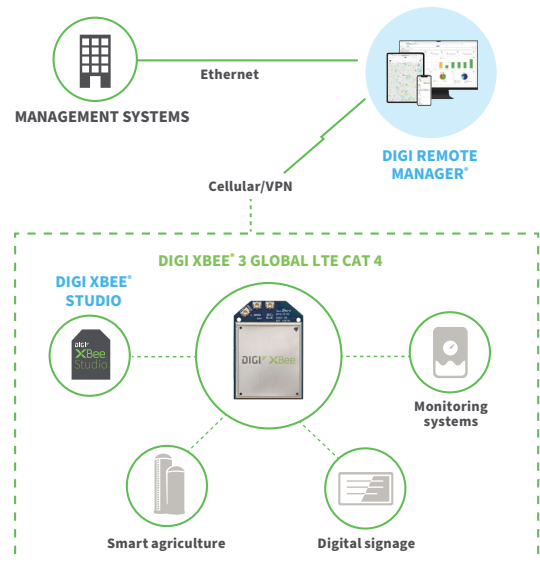 Ethernet
MANAGEMENT SYSTEMS
DIGI REMOTE
MANAGER®
Cellular/VPN
DIGI XBEE® 3 GLOBAL LTE CAT 4
DIGI XBEE®
STUDIO
DIGI
XBee
Studio
DIGI XBee
Monitoring
systems
Smart agriculture
Digital signage